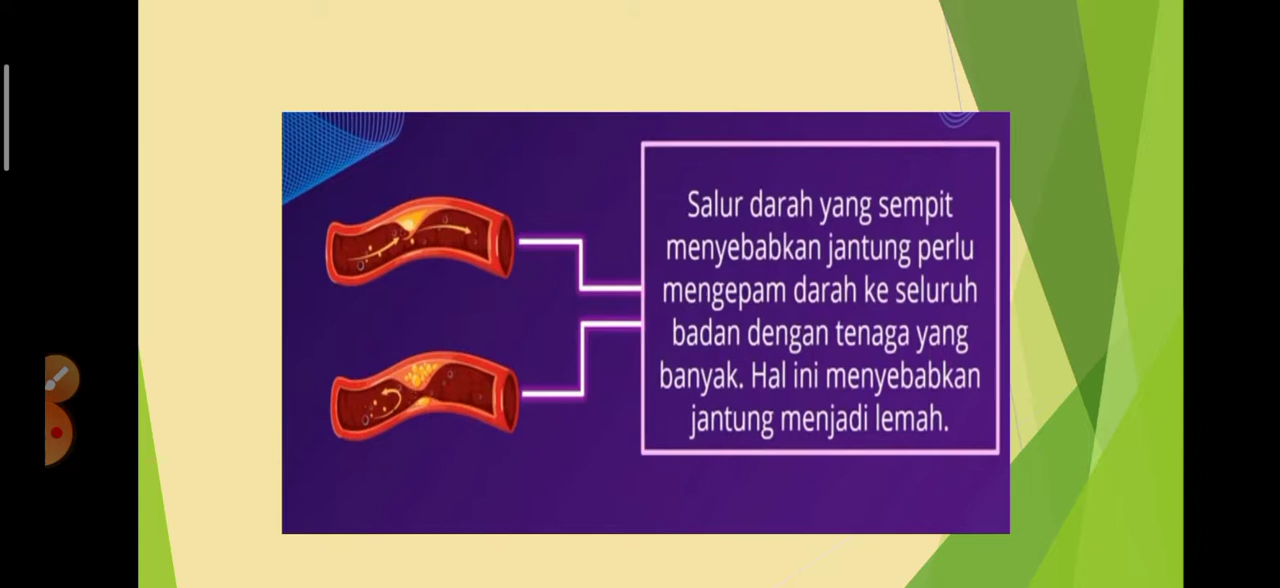 Salur darah yang sempit
menyebabkan jantung perlu
mengepam darah ke seluruh
badan dengan tenaga yang
banyak. Hal ini menyebabkan
jantung menjadi lemah.